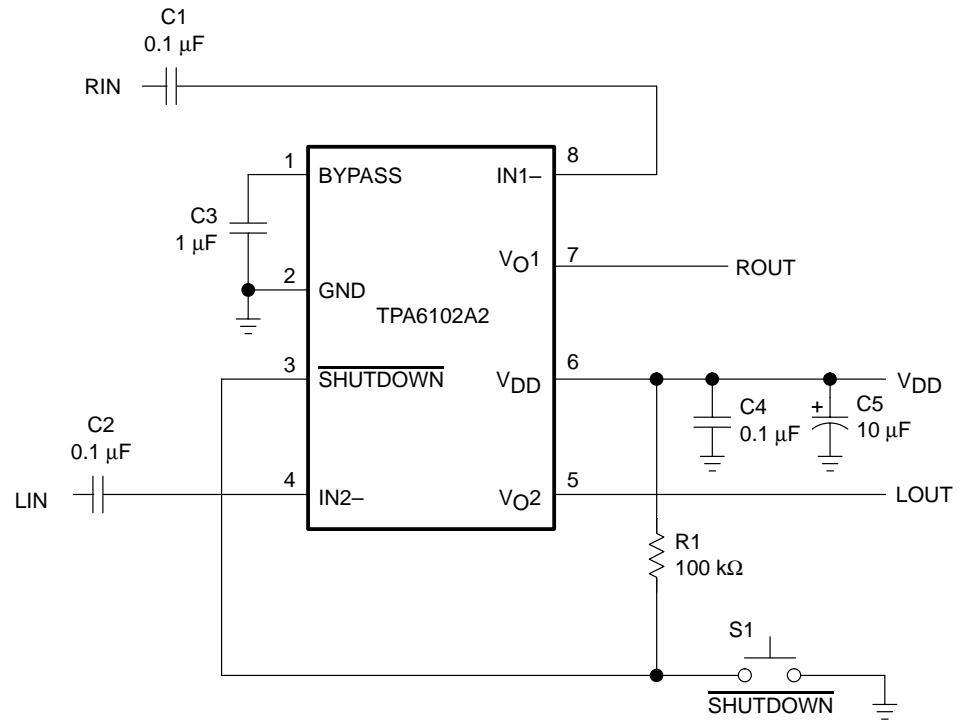 C1
0.1 μF
RIN
1
BYPASS
8
IN1–
C3
1 μF
VO1
7
ROUT
2
GND
TPA6102A2
3
SHUTDOWN
6
VDD
VDD
C4
0.1 μF
+
C5
10 μF
C2
0.1 μF
LIN
4
IN2–
5
VO2
LOUT
R1
100 kΩ
S1
SHUTDOWN